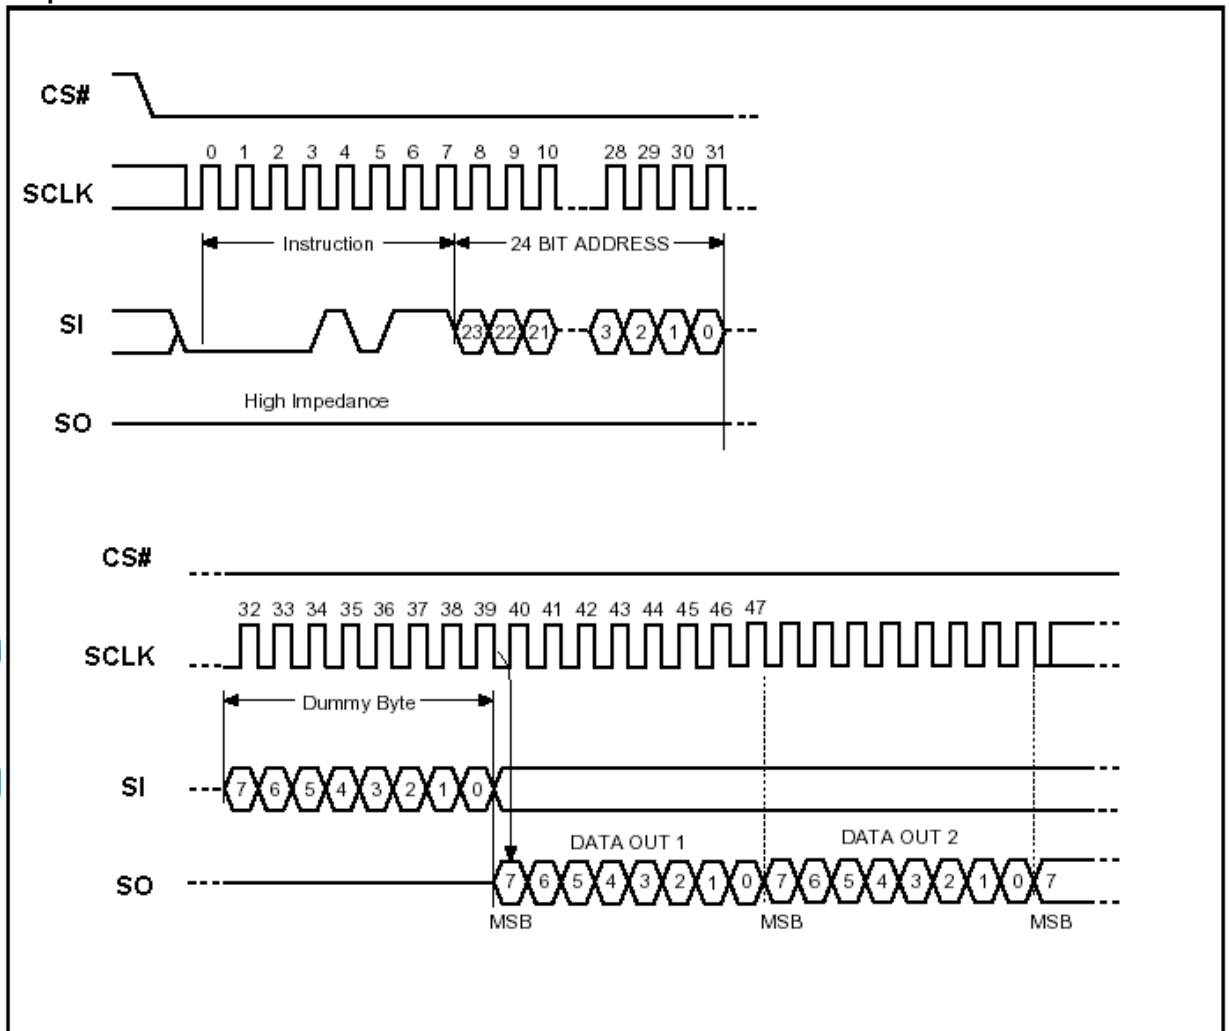 CS#
0 1 2 3 4 5 6 7 8 9 10 28 29 30 31
SCLK
Instruction 24 BIT ADDRESS
SI
23 22 21 3 2 1 0
High Impedance
SO
CS#
32 33 34 35 36 37 38 39 40 41 42 43 44 45 46 47
SCLK
Dummy Byte
SI
7 6 5 4 3 2 1 0
DATA OUT 1 DATA OUT 2
SO
7 6 5 4 3 2 1 0 7 6 5 4 3 2 1 0 7
MSB MSB MSB